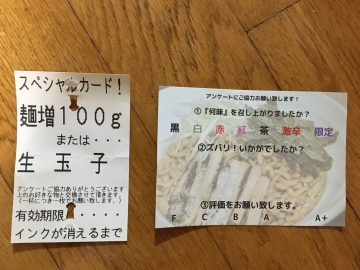 スペシャルカード！
麺増１００ｇ
または・・・
生 玉 子
アンケートにご協力ありがとうございます
上のお好きな物と交換させて頂きます。
(一杯につき一枚でお願い致します。)
有効期限・・・・・
インクが消えるまで
アンケートにご協力お願い致します！
①『何味』を召し上がりましたか？
黒 白 赤 紅 茶 激辛 限定
②ズバリ！いかがでしたか？
③評価をお願い致します。
F C B A A+